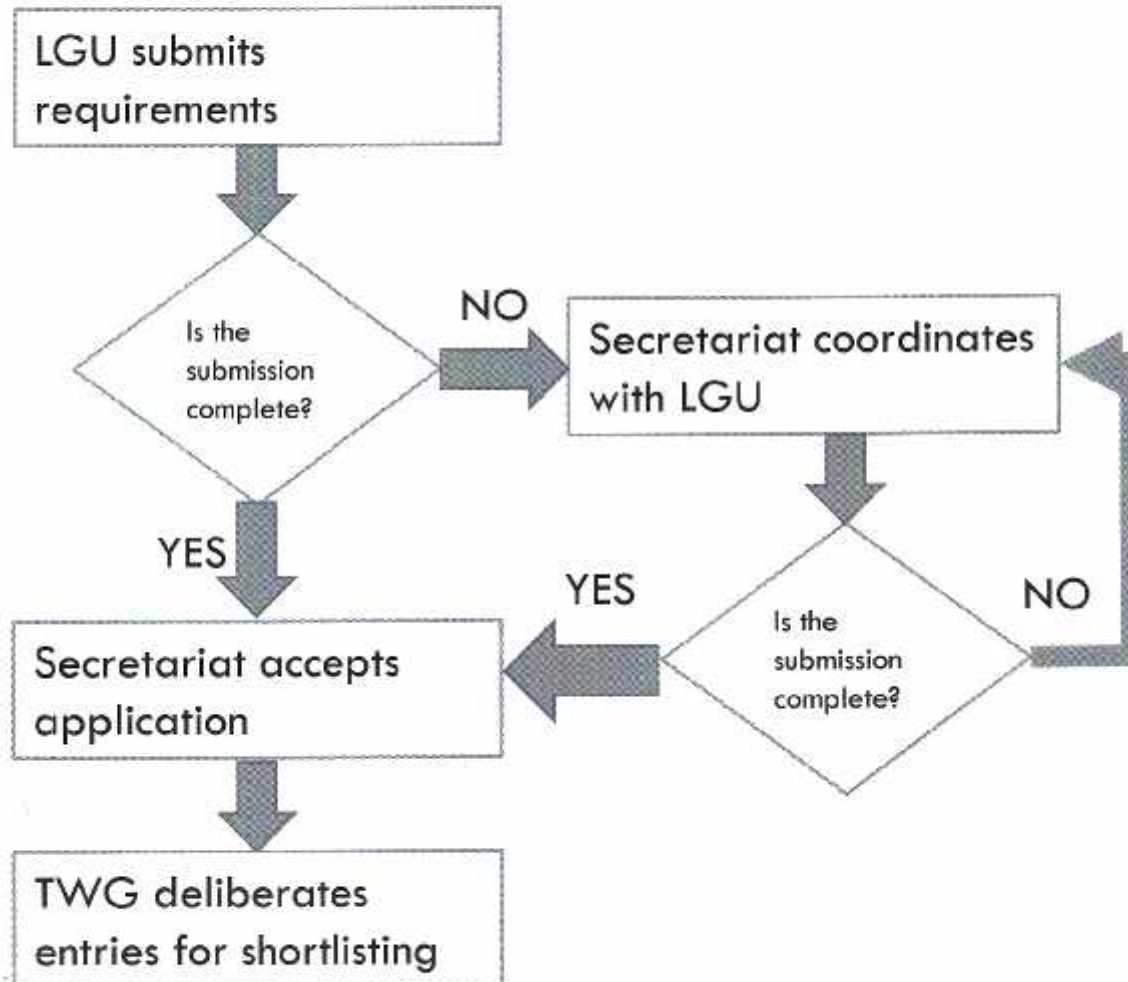 LGU submits
requirements
Is the
submission
complete?
NO
Secretariat coordinates
with LGU
YES
Secretariat accepts
application
YES
Is the
submission
complete?
NO
TWG deliberates
entries for shortlisting